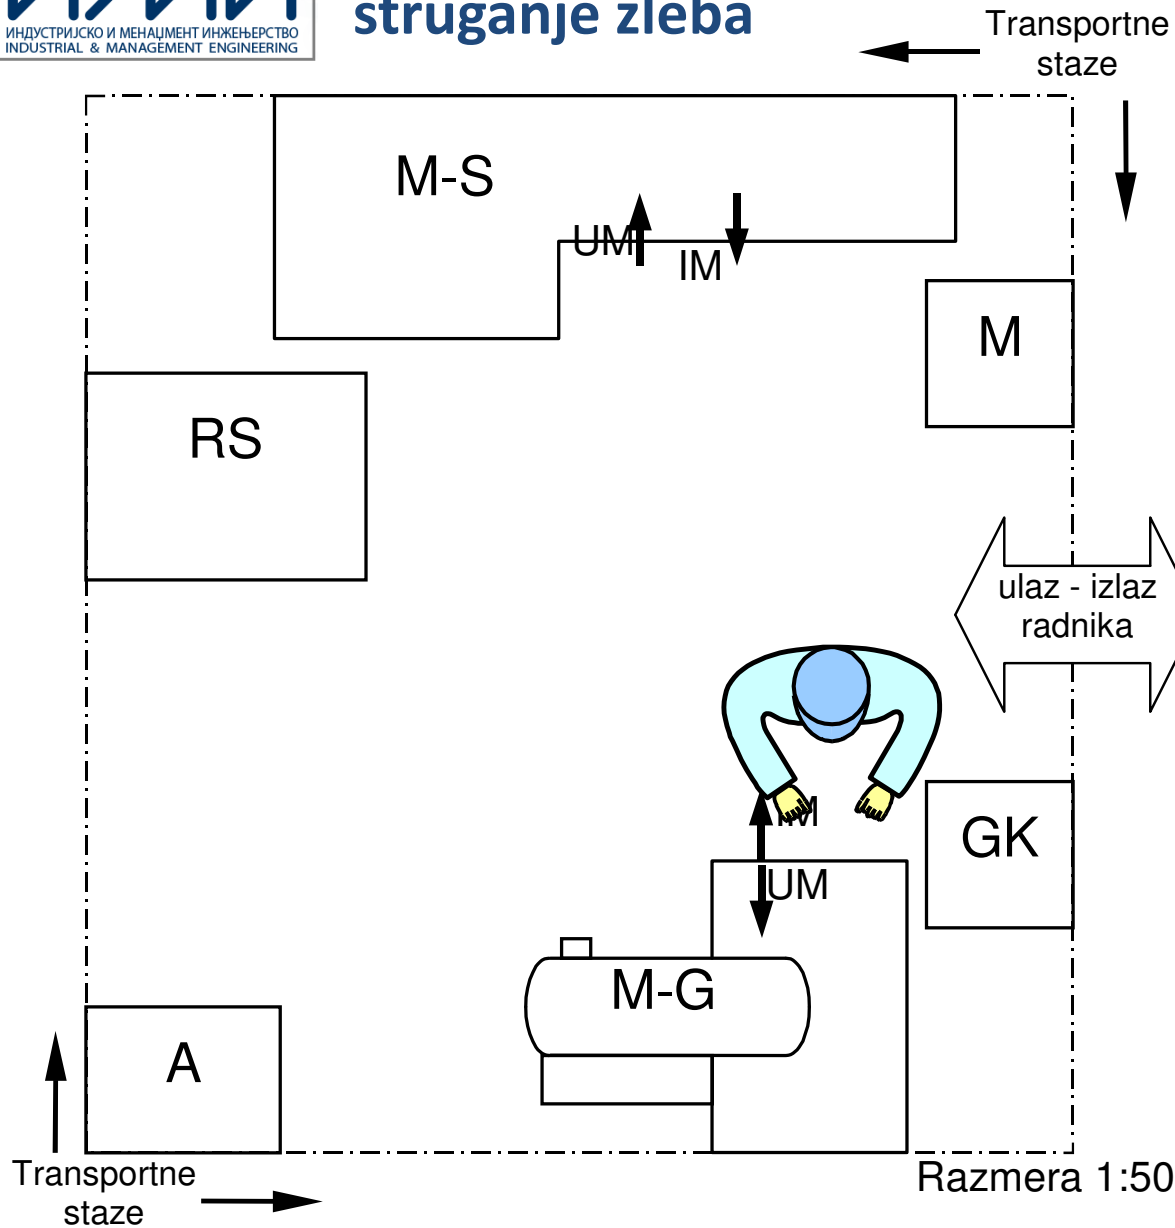 ИНДУСТРИЈСКО И МЕНАЏМЕНТ ИНЖЕЊЕРСТВО
INDUSTRIAL & MANAGEMENT ENGINEERING
struganje zleba
Transportne
staze
M-S
UM
IM
M
RS
ulaz - izlaz
radnika
IM
UM
GK
M-G
A
Transportne
staze
Razmera 1:50